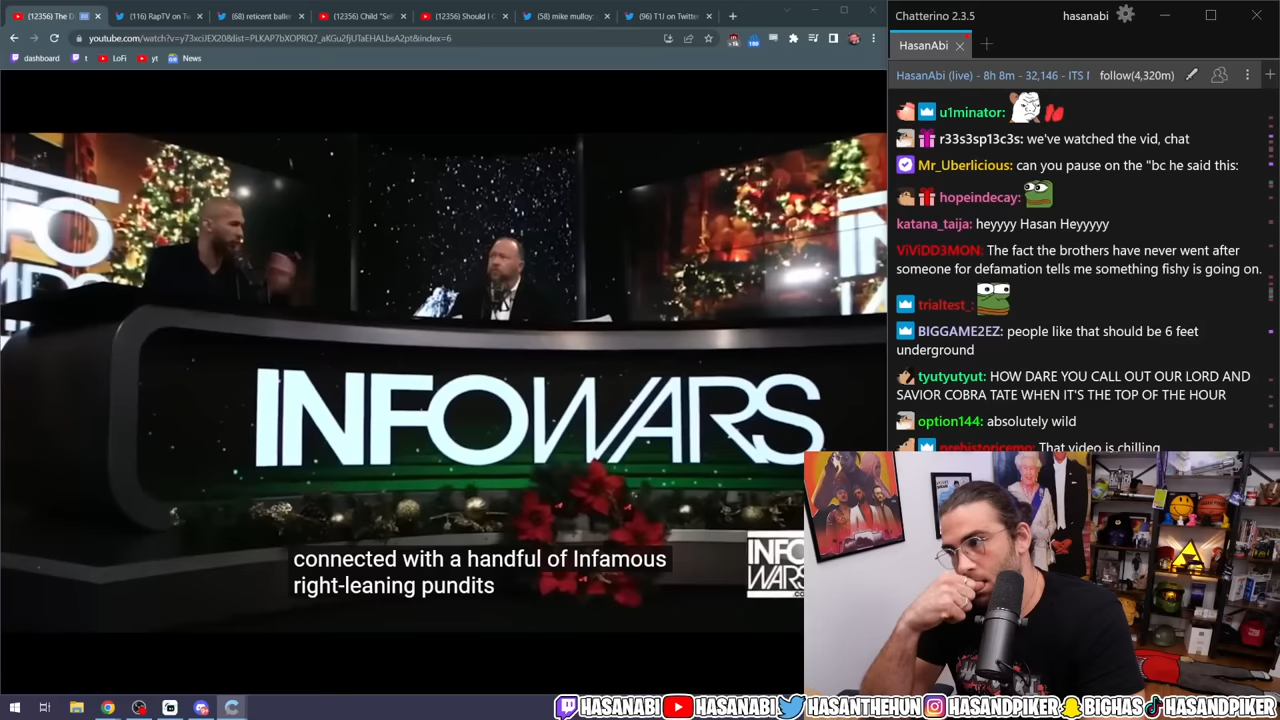 (12356) The D
(116) RapTV on Tw
(68) reticent baller
(12356) Child "Sel
(12356) Should I C
(58) mike mulloy:
(96) T1J on Twitter
youtube.com/watch?v=y73xciJEX20&list=PLKAP7bXOPRQ7_aKGu2fjUTaEHALbsA2pt&index=6
dashboard
t
LoFi
yt
News
INFOWARS
connected with a handful of Infamous
right-leaning pundits
INFO
WARS
Chatterino 2.3.5
hasanabi
HasanAbi
HasanAbi (live) - 8h 8m - 32,146 - ITS
follow(4,320m)
u1minator:
r33s3sp13c3s: we've watched the vid, chat
Mr_Uberlicious: can you pause on the "bc he said this:
hopeindecay:
katana_taija: heyyyy Hasan Heyyyyy
ViViDD3MON: The fact the brothers have never went after
someone for defamation tells me something fishy is going on.
trialtest_:
BIGGAME2EZ: people like that should be 6 feet
underground
tyutyutyut: HOW DARE YOU CALL OUT OUR LORD AND
SAVIOR COBRA TATE WHEN IT'S THE TOP OF THE HOUR
option144: absolutely wild
prehistoricemo: That video is chilling
HASANABI
HASANABI
HASANTHEHUN
HASANDPIKER
BIGHAS
HASANDPIKER